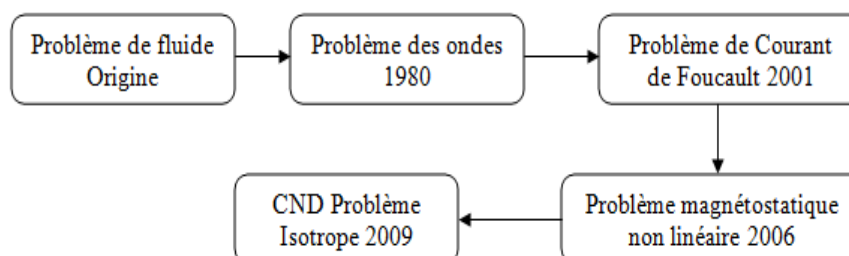 Problème de fluide
Origine
Problème des ondes
1980
Problème de Courant
de Foucault 2001
Problème magnétostatique
non linéaire 2006
CND Problème
Isotrope 2009